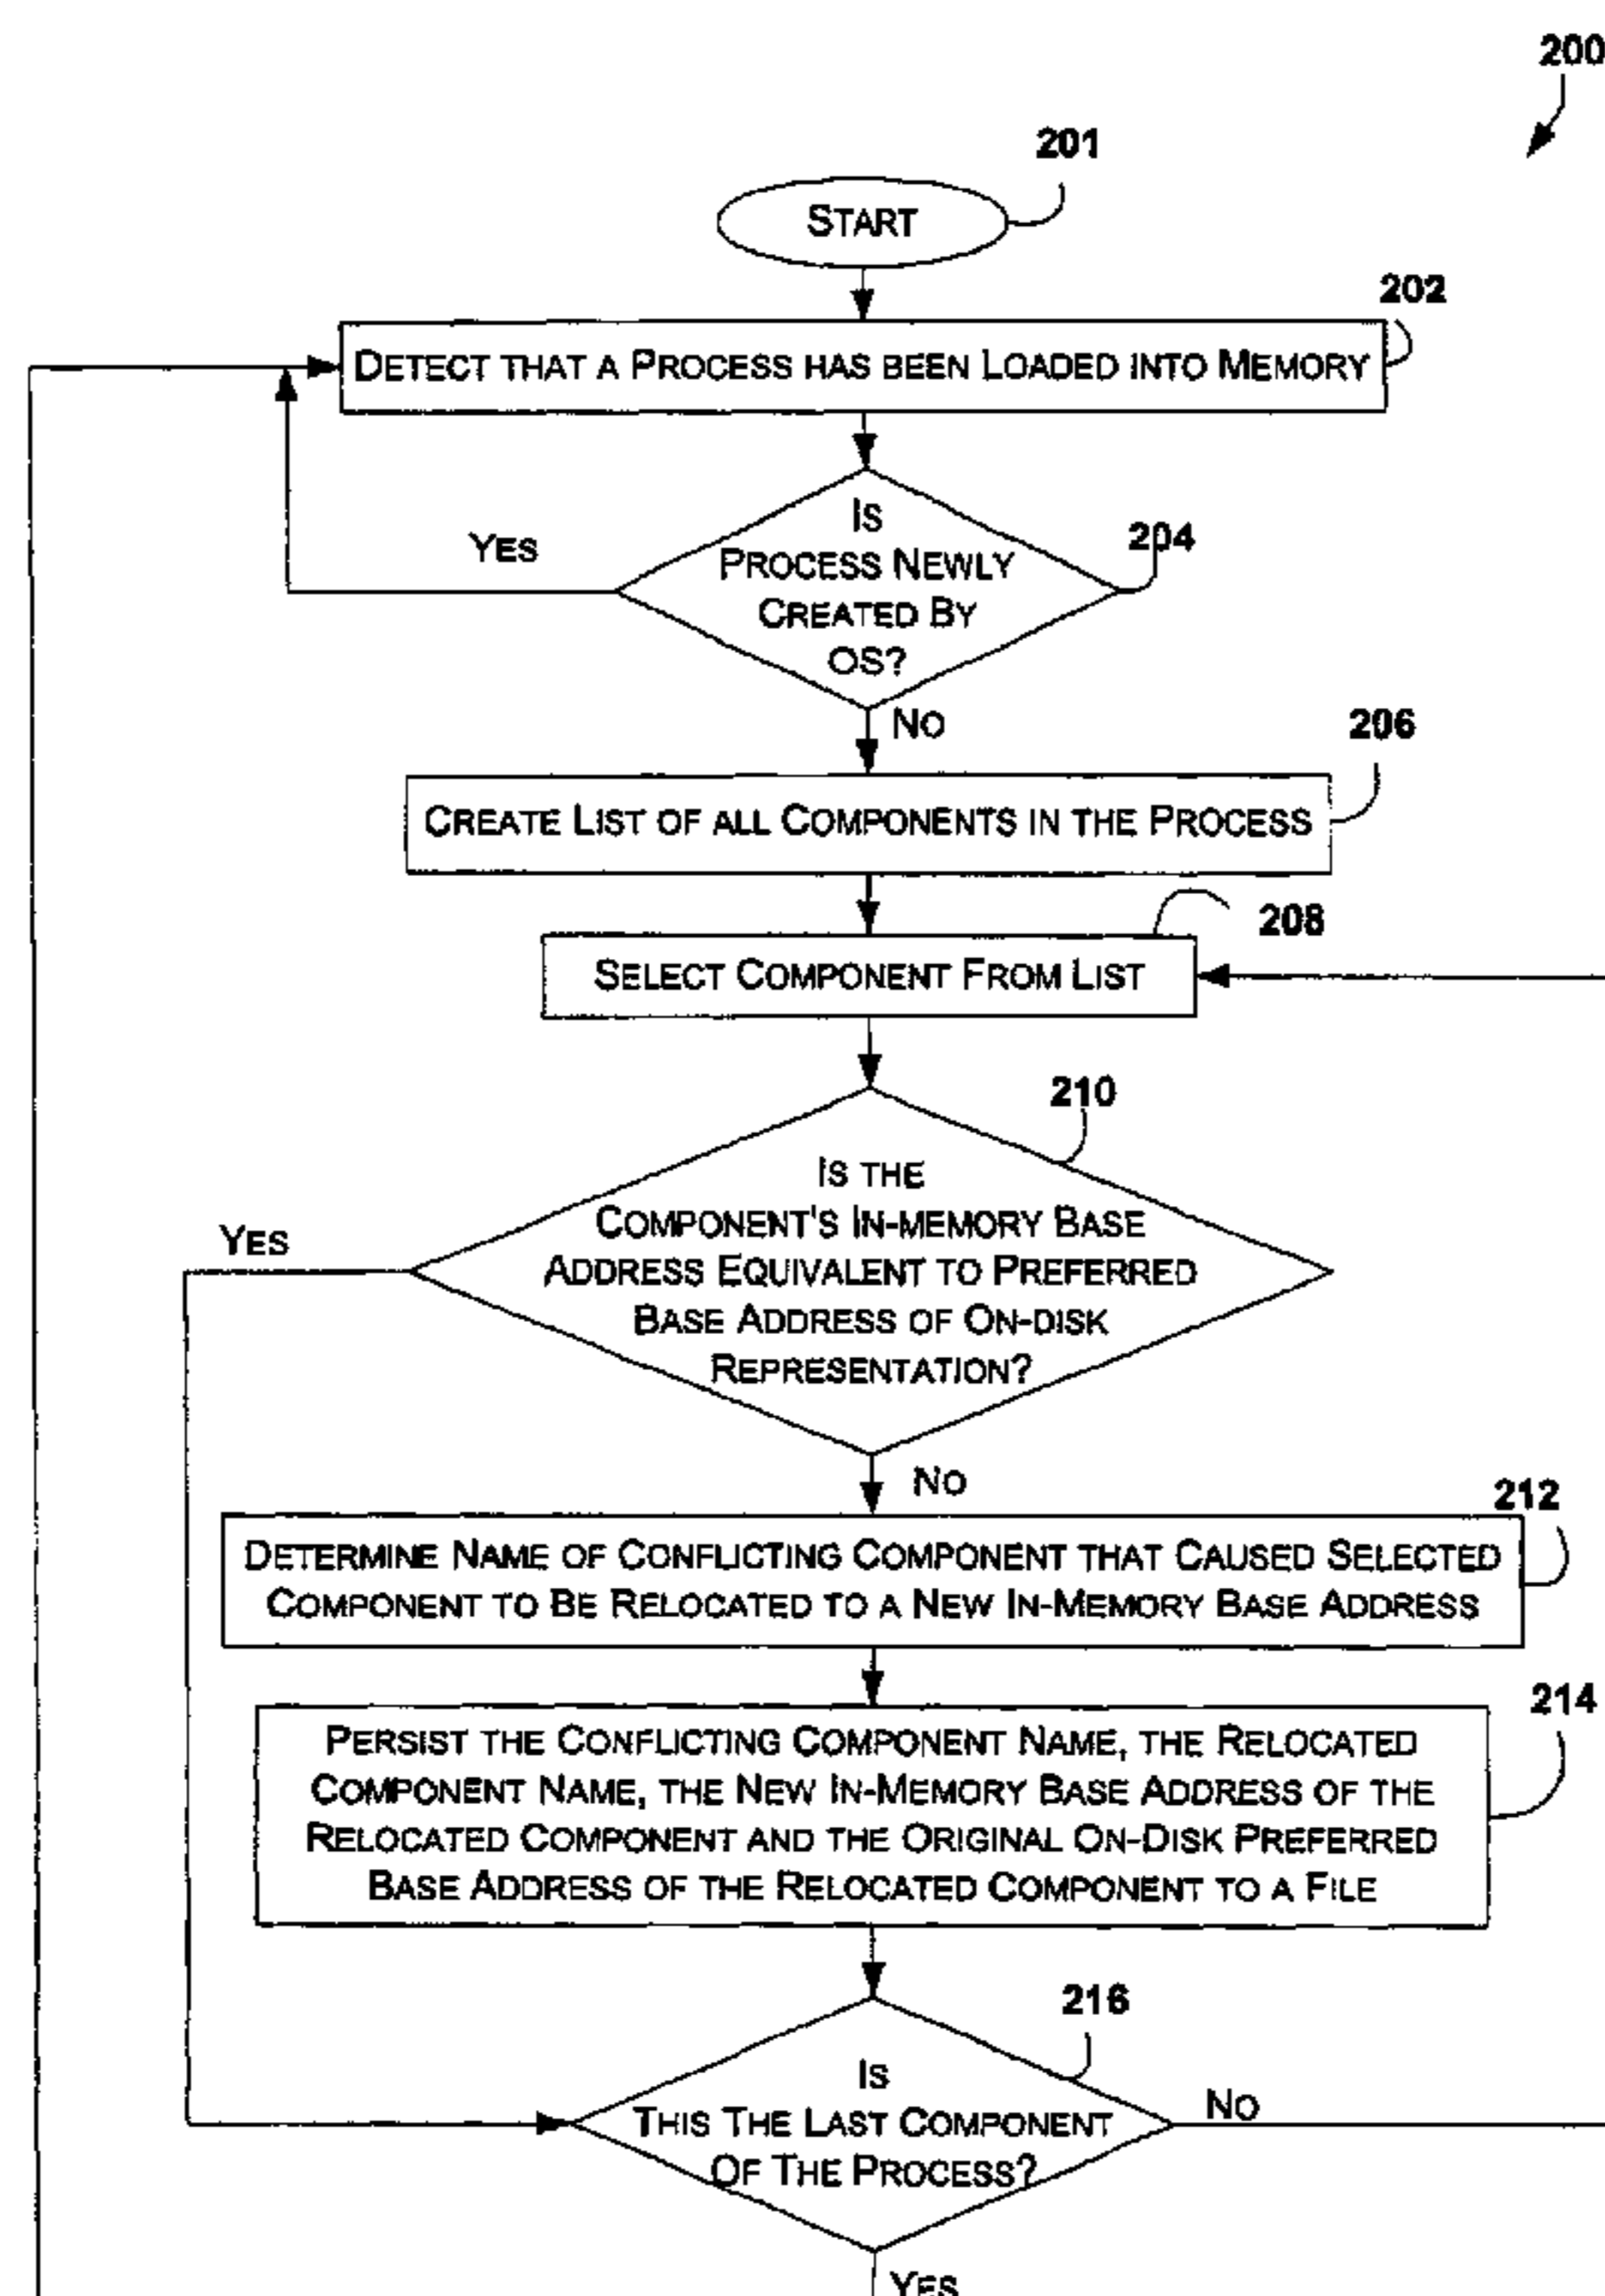 200
201
START
202
DETECT THAT A PROCESS HAS BEEN LOADED INTO MEMORY
IS
PROCESS NEWLY
CREATED BY
OS?
204
YES
NO
206
CREATE LIST OF ALL COMPONENTS IN THE PROCESS
208
SELECT COMPONENT FROM LIST
210
IS THE
COMPONENT'S IN-MEMORY BASE
ADDRESS EQUIVALENT TO PREFERRED
BASE ADDRESS OF ON-DISK
REPRESENTATION?
YES
NO
212
DETERMINE NAME OF CONFLICTING COMPONENT THAT CAUSED SELECTED
COMPONENT TO BE RELOCATED TO A NEW IN-MEMORY BASE ADDRESS
214
PERSIST THE CONFLICTING COMPONENT NAME, THE RELOCATED
COMPONENT NAME, THE NEW IN-MEMORY BASE ADDRESS OF THE
RELOCATED COMPONENT AND THE ORIGINAL ON-DISK PREFERRED
BASE ADDRESS OF THE RELOCATED COMPONENT TO A FILE
216
IS
THIS THE LAST COMPONENT
OF THE PROCESS?
NO
YES